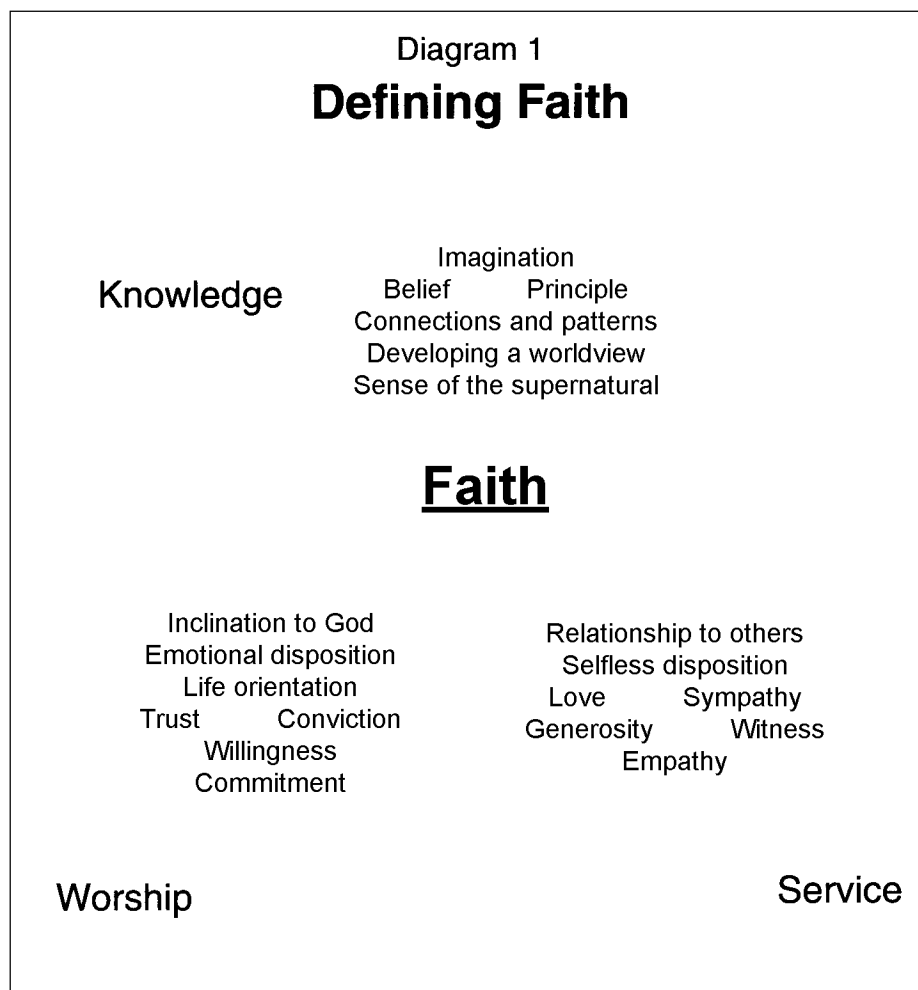 Diagram 1
Defining Faith
Knowledge
Imagination
Belief Principle
Connections and patterns
Developing a worldview
Sense of the supernatural
Faith
Inclination to God
Emotional disposition
Life orientation
Trust Conviction
Willingness
Commitment
Relationship to others
Selfless disposition
Love Sympathy
Generosity Witness
Empathy
Worship
Service